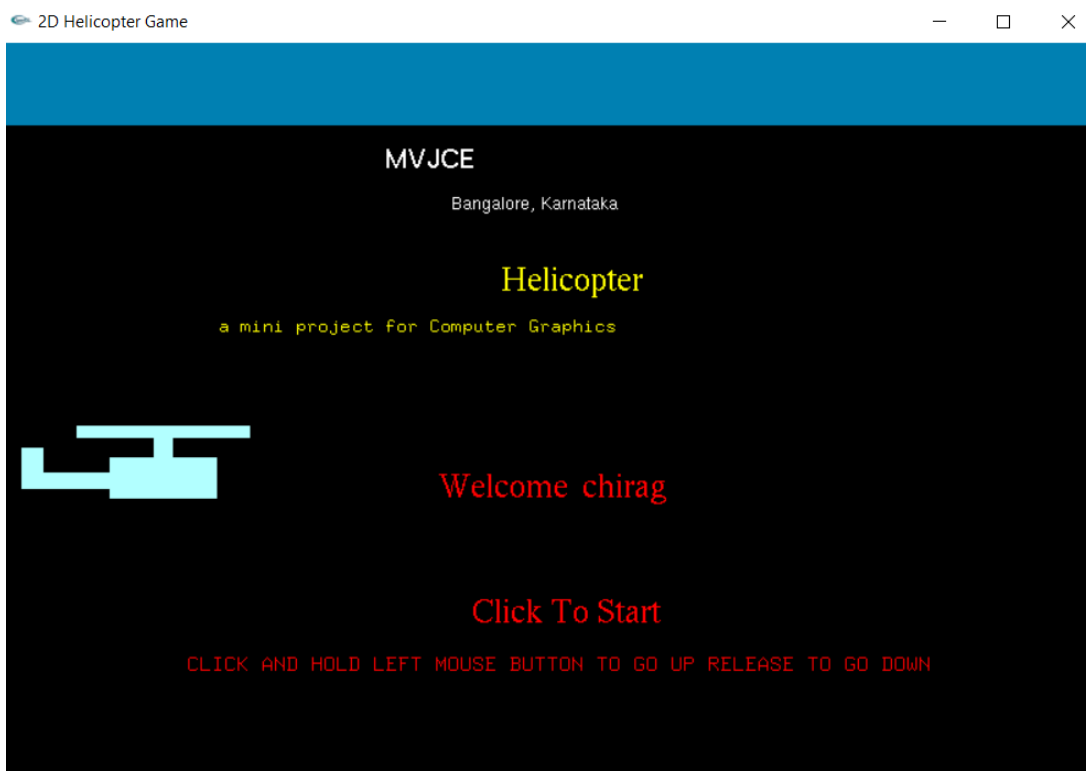 2D Helicopter Game
MVJCE
Bangalore, Karnataka
Helicopter
a mini project for Computer Graphics
Welcome chirag
Click To Start
CLICK AND HOLD LEFT MOUSE BUTTON TO GO UP RELEASE TO GO DOWN